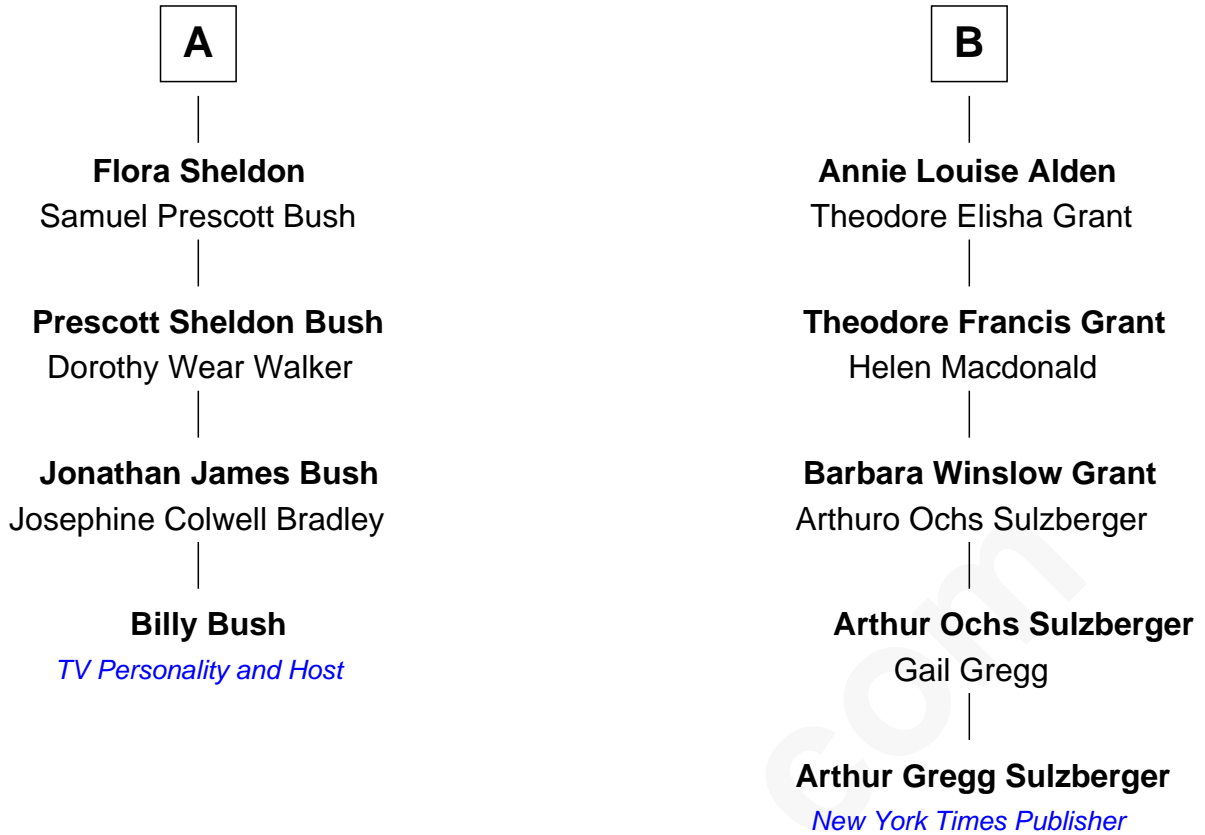 A
Flora Sheldon
Samuel Prescott Bush
Prescott Sheldon Bush
Dorothy Wear Walker
Jonathan James Bush
Josephine Colwell Bradley
Billy Bush
TV Personality and Host
B
Annie Louise Alden
Theodore Elisha Grant
Theodore Francis Grant
Helen Macdonald
Barbara Winslow Grant
Arthuro Ochs Sulzberger
Arthur Ochs Sulzberger
Gail Gregg
Arthur Gregg Sulzberger
New York Times Publisher
com